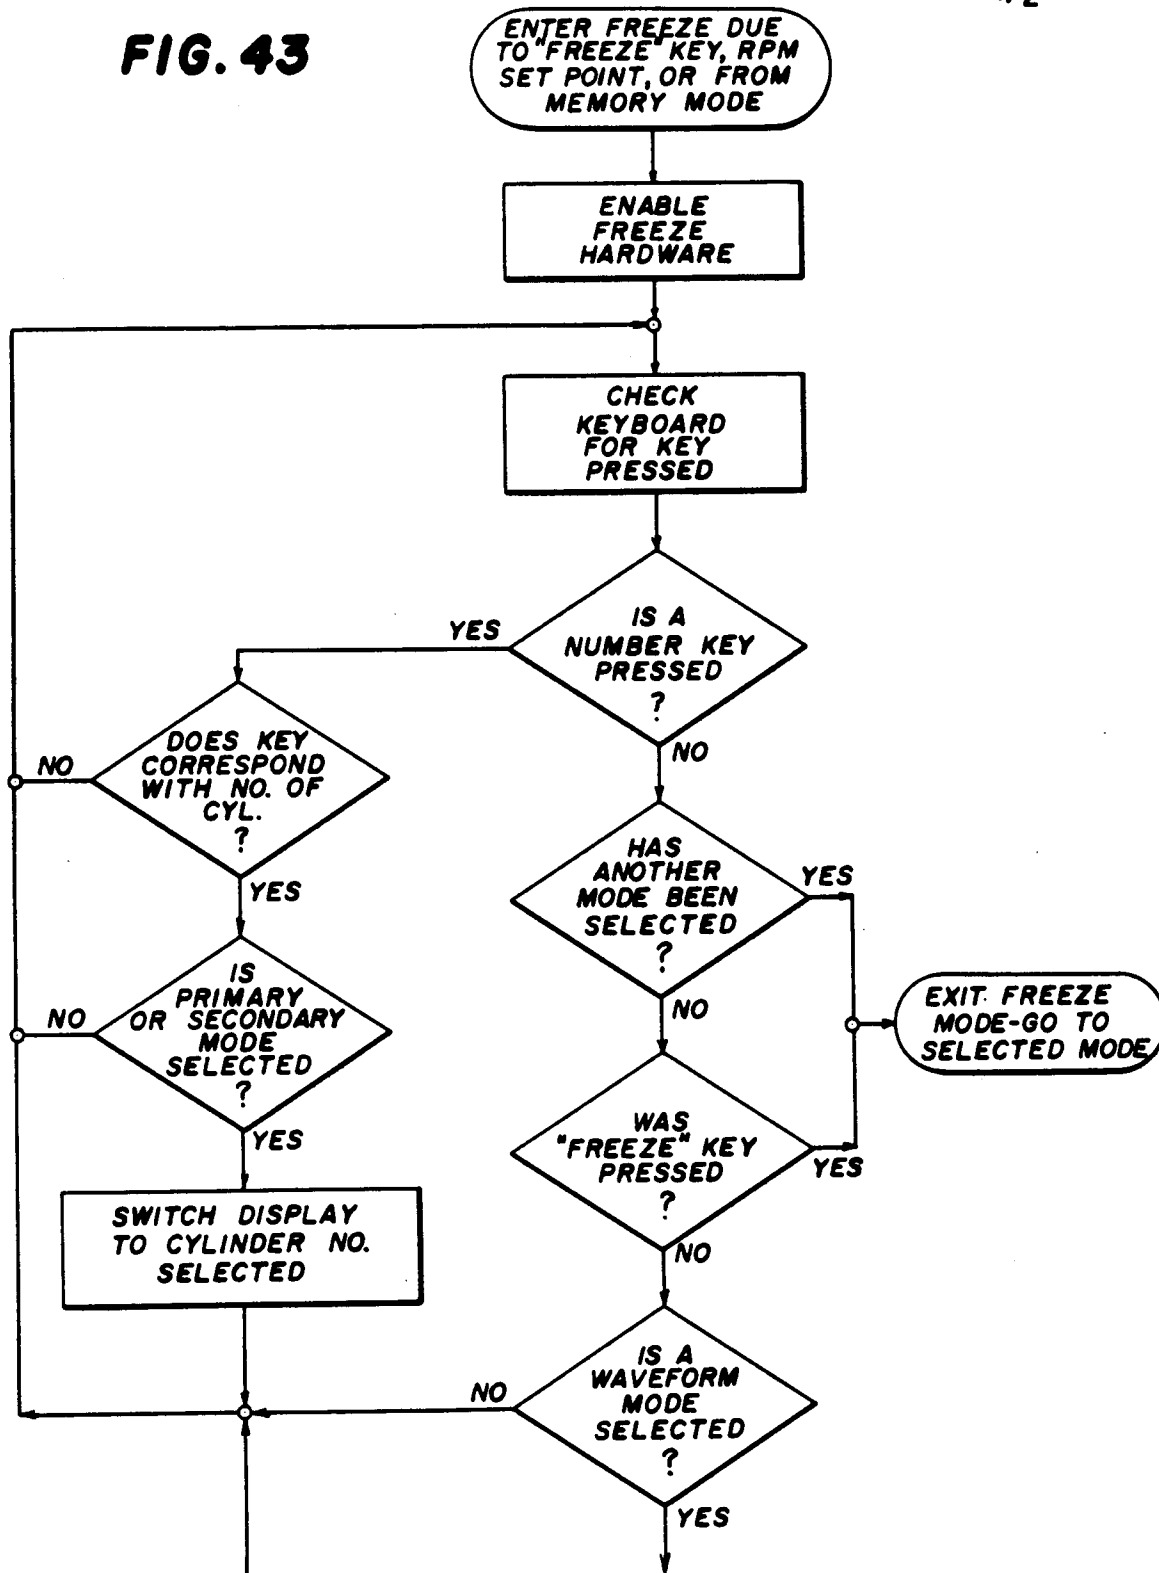 FIG. 43
ENTER FREEZE DUE
TO "FREEZE" KEY, RPM
SET POINT, OR FROM
MEMORY MODE
ENABLE
FREEZE
HARDWARE
CHECK
KEYBOARD
FOR KEY
PRESSED
IS A
NUMBER KEY
PRESSED
?
YES
NO
DOES KEY
CORRESPOND
WITH NO. OF
CYL.
?
NO
YES
HAS
ANOTHER
MODE BEEN
SELECTED
?
YES
NO
IS
PRIMARY
OR SECONDARY
MODE
SELECTED
?
NO
YES
EXIT FREEZE
MODE-GO TO
SELECTED MODE
WAS
"FREEZE" KEY
PRESSED
?
YES
NO
SWITCH DISPLAY
TO CYLINDER NO.
SELECTED
IS A
WAVEFORM
MODE
SELECTED
?
NO
YES